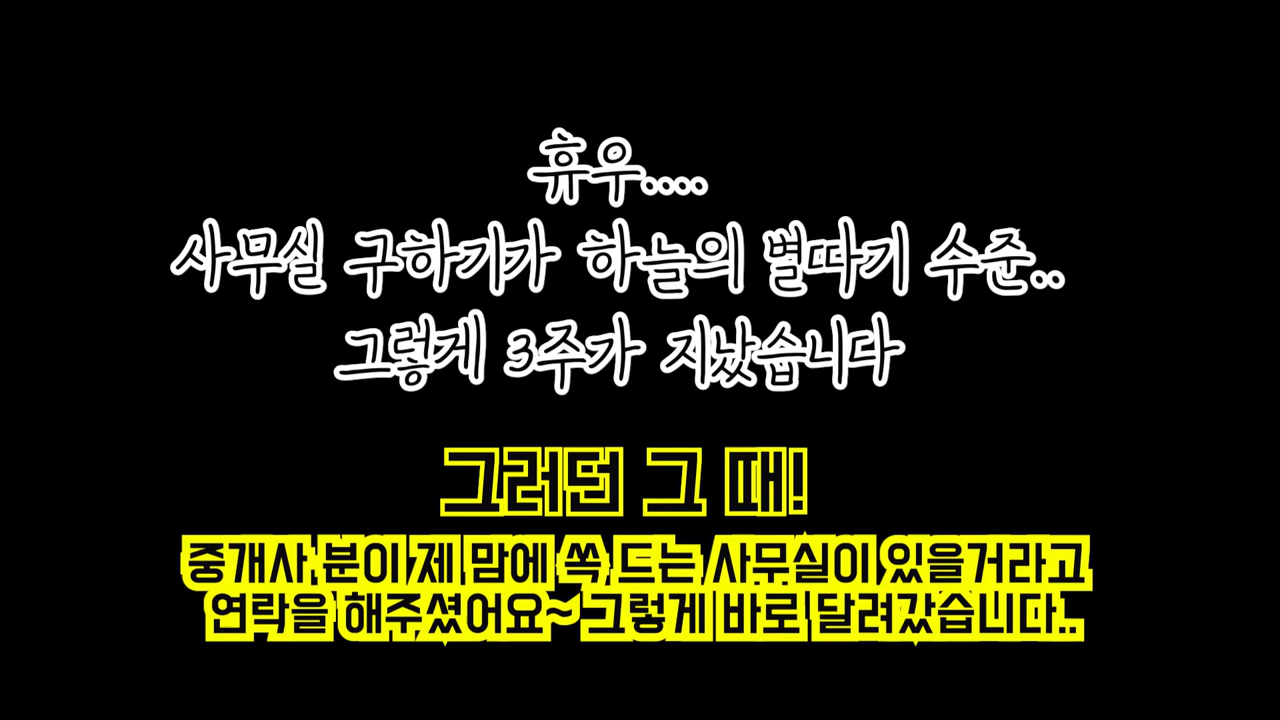 휴우....
사무실 구하기가 하늘의 별따기 수준..
그렇게 3주가 지났습니다
그러던 그 때!
중개사 분이 제 맘에 쏙 드는 사무실이 있을거라고
연락을 해주셨어요~ 그렇게 바로 달려갔습니다..